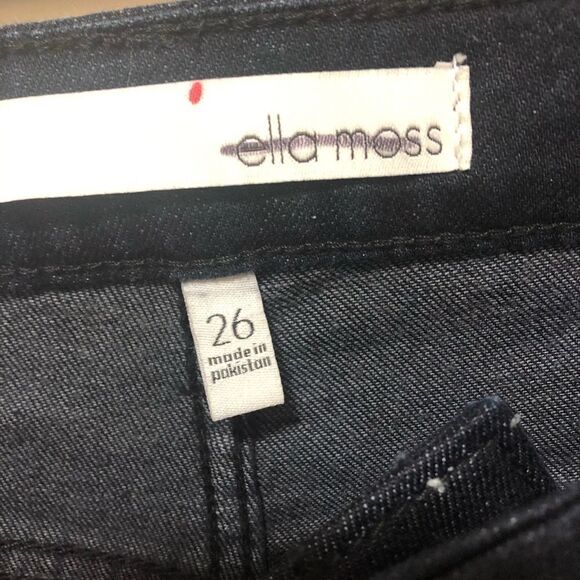 ella moss
26
made in
pakistan